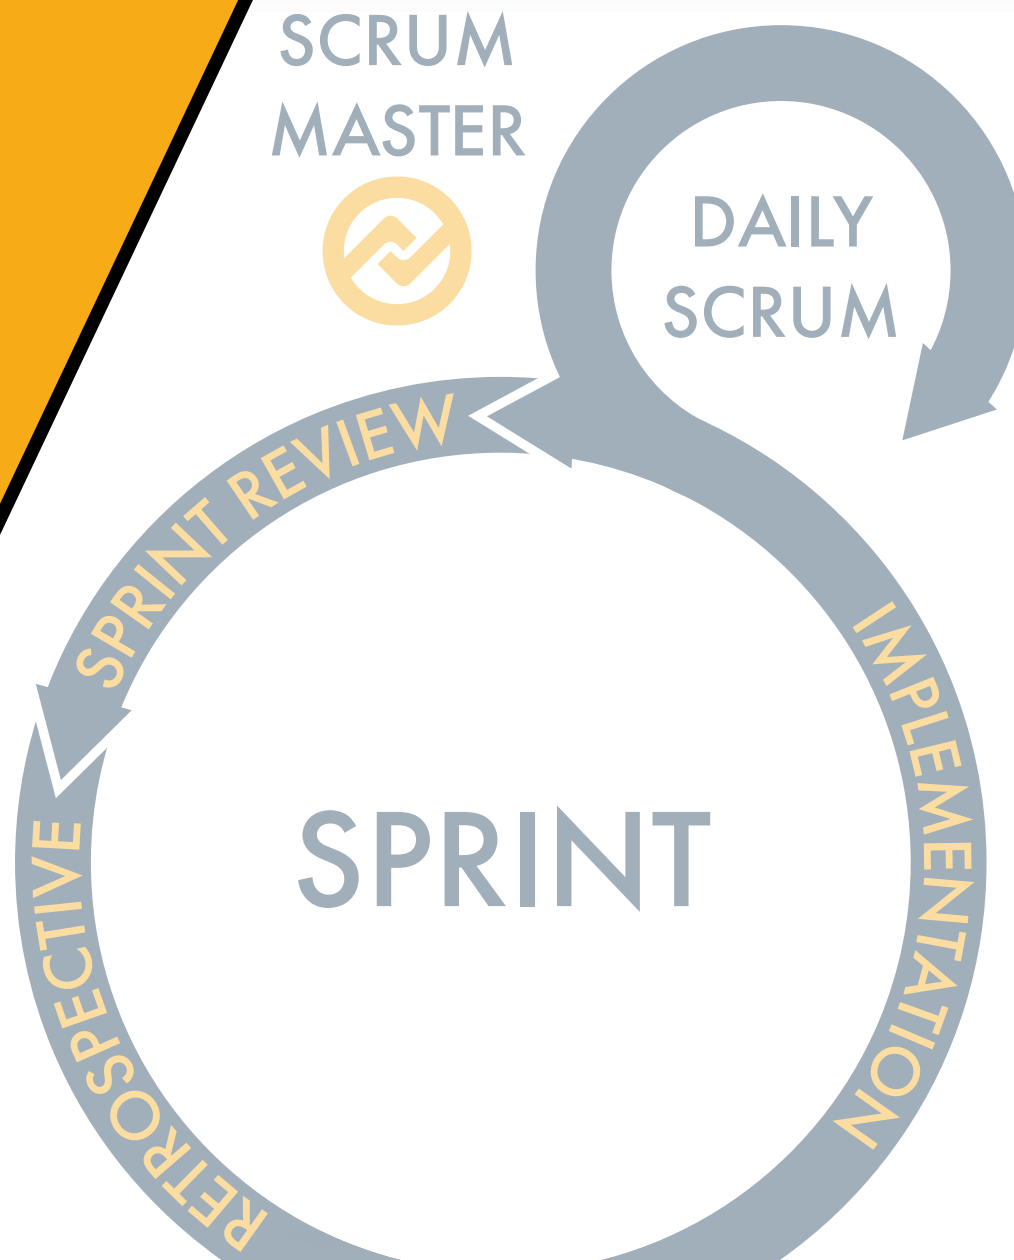 SCRUM
MASTER
DAILY
SCRUM
SPRINT REVIEW
IMPLEMENTATION
SPRINT
RETROSPECTIVE